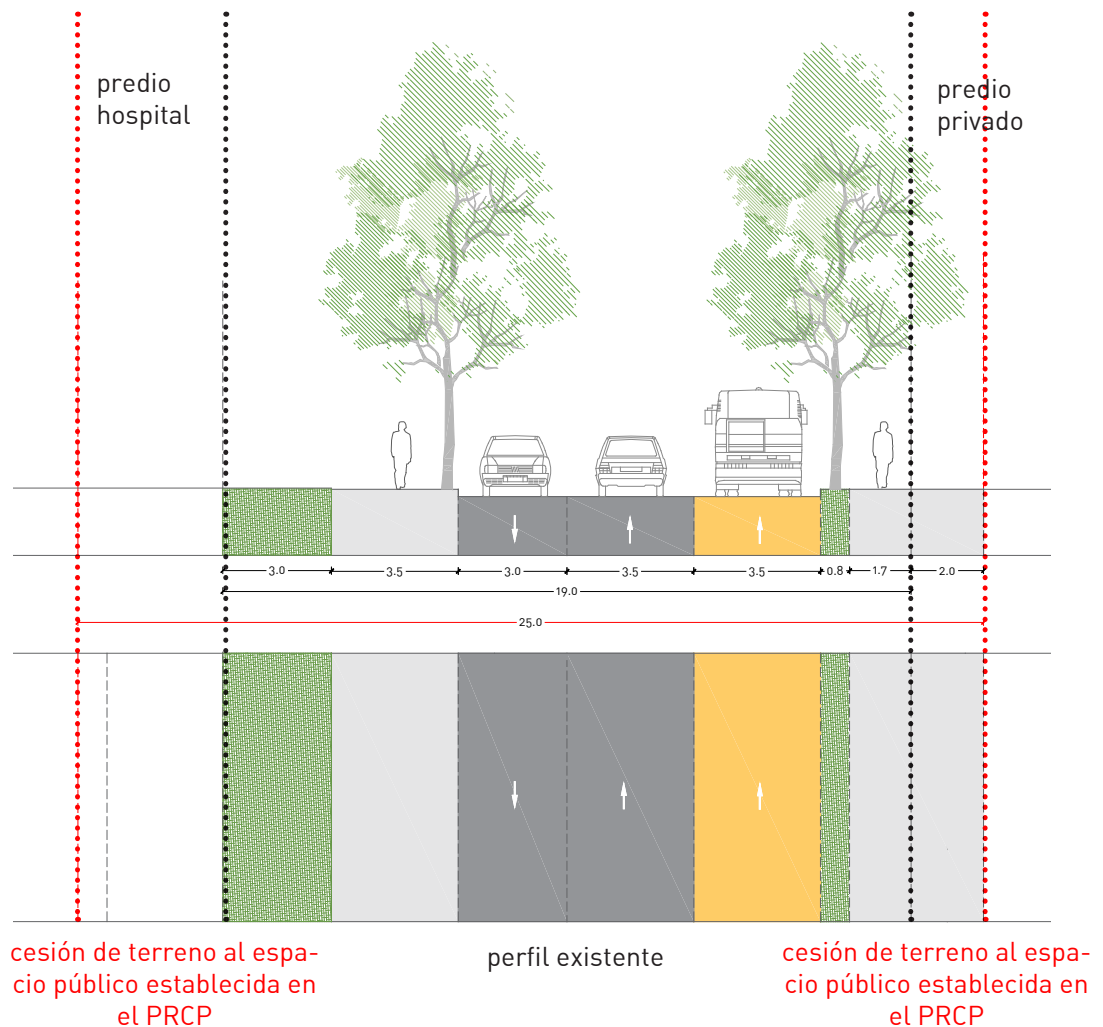 predio
hospital
predio
privado
3.0
3.5
3.0
3.5
3.5
0.8
1.7
2.0
19.0
25.0
cesión de terreno al espa-
cio público establecida en
el PRCP
perfil existente
cesión de terreno al espa-
cio público establecida en
el PRCP